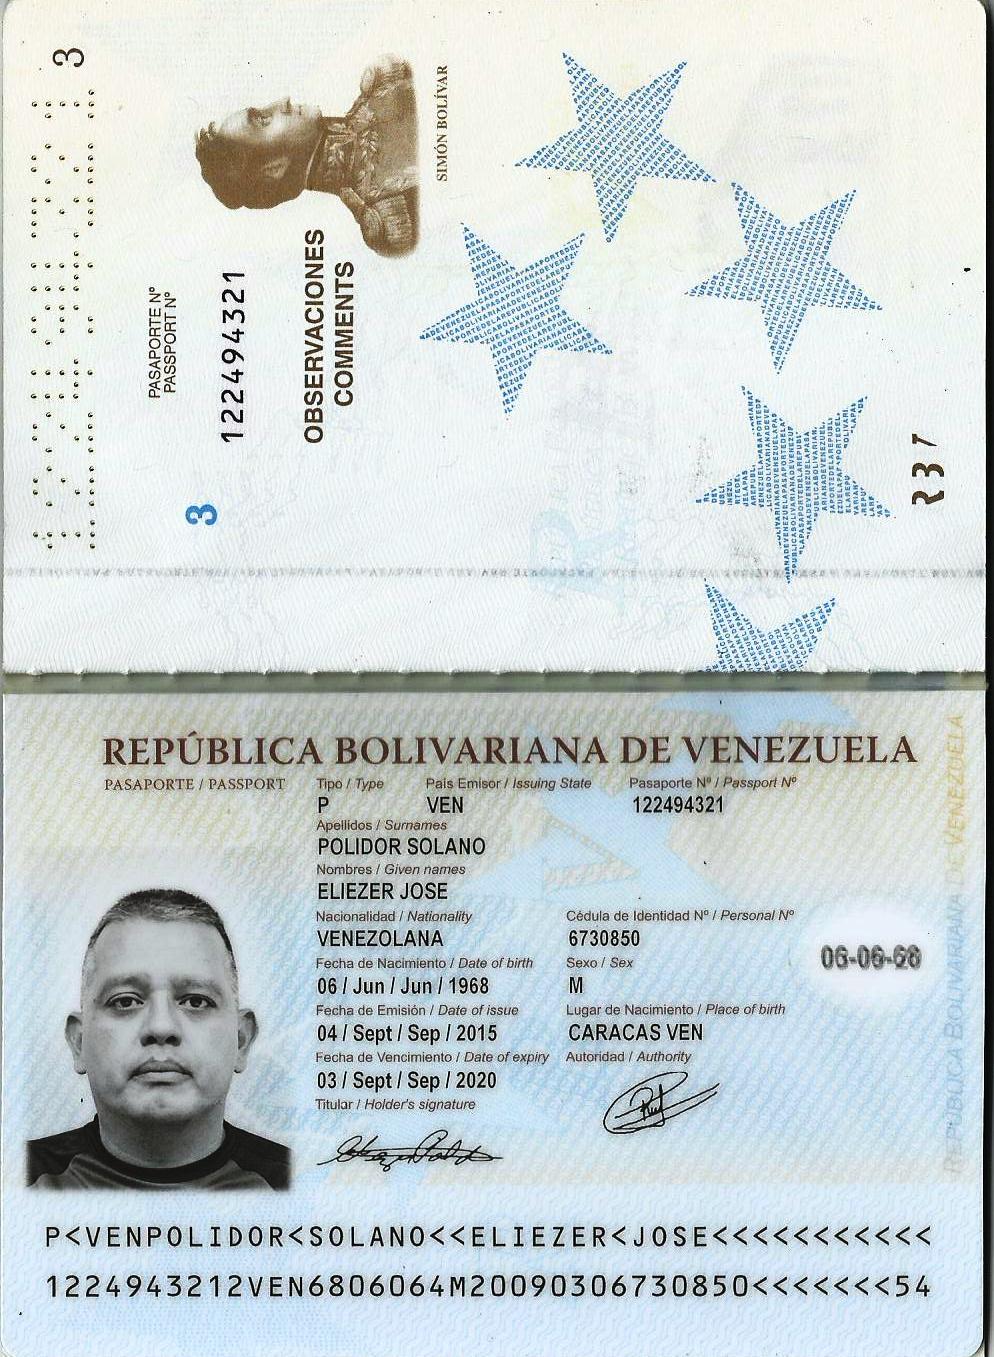 3
PASAPORTE Nº
PASSPORT Nº
122494321
3
OBSERVACIONES
COMMENTS
SIMÓN BOLÍVAR
REPÚBLICA BOLIVARIANA DE VENEZUELA
PASAPORTE / PASSPORT
Tipo / Type País Emisor / Issuing State Pasaporte Nº / Passport Nº
P VEN 122494321
Apellidos / Surnames
POLIDOR SOLANO
Nombres / Given names
ELIEZER JOSE
Nacionalidad / Nationality Cédula de Identidad Nº / Personal Nº
VENEZOLANA 6730850
Fecha de Nacimiento / Date of birth Sexo / Sex
06 / Jun / Jun / 1968 M
06-06-68
Fecha de Emisión / Date of issue Lugar de Nacimiento / Place of birth
04 / Sept / Sep / 2015 CARACAS VEN
Fecha de Vencimiento / Date of expiry Autoridad / Authority
03 / Sept / Sep / 2020
Titular / Holder's signature
REPÚBLICA BOLIVARIANA DE VENEZUELA
P<VENPOLIDOR<SOLANO<<ELIEZER<JOSE<<<<<<<<<<<
1224943212VEN6806064M20090306730850<<<<<<<54